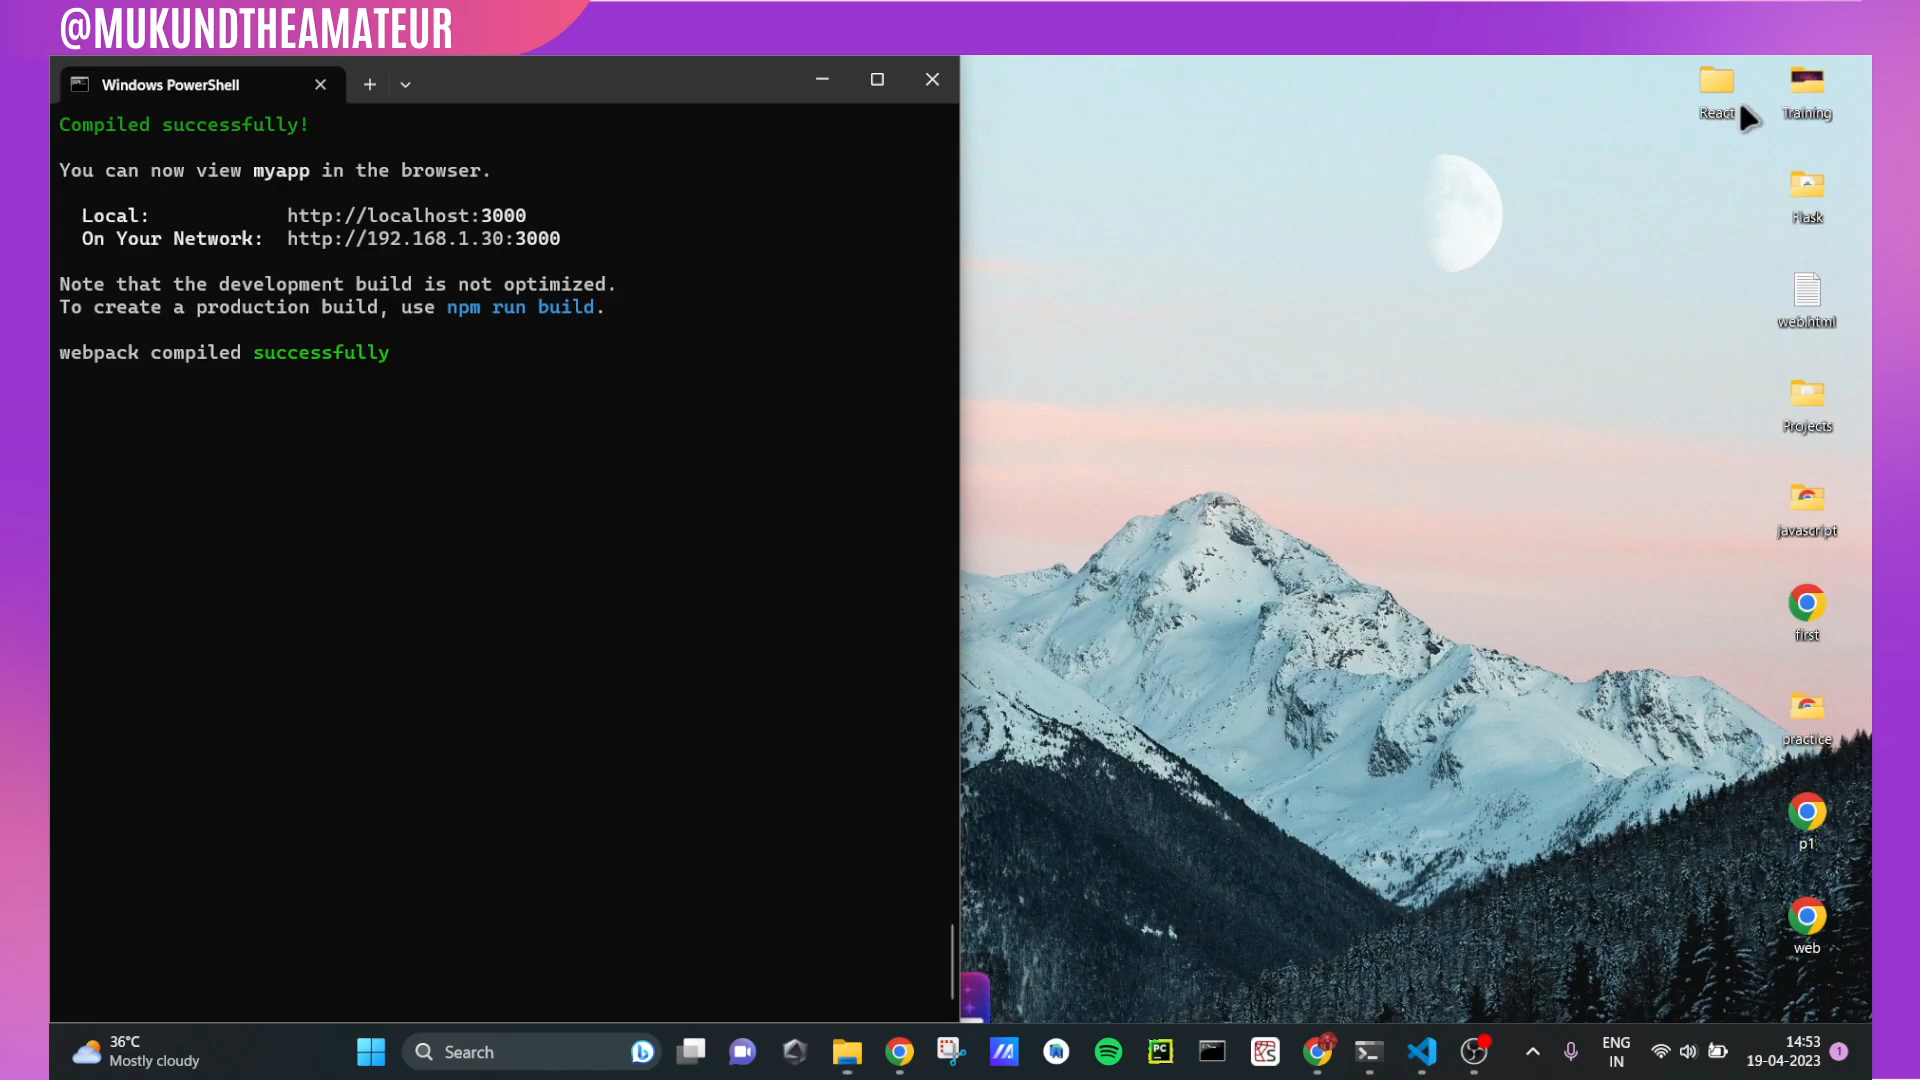 @MUKUNDTHEAMATEUR
Windows PowerShell
Compiled successfully!
You can now view myapp in the browser.
Local: http://localhost:3000
On Your Network: http://192.168.1.30:3000
Note that the development build is not optimized.
To create a production build, use npm run build.
webpack compiled successfully
React
Training
Flask
web.html
Projects
javascript
first
practice
p1
web
36°C
Mostly cloudy
Search
PC
ENG
IN
14:53
19-04-2023
1